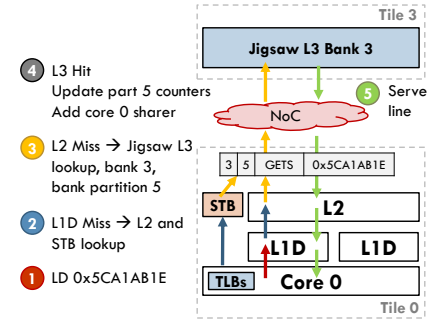 Tile 3
Jigsaw L3 Bank 3
4 L3 Hit
Update part 5 counters
Add core 0 sharer
5 Serve
line
NoC
3 L2 Miss → Jigsaw L3
lookup, bank 3,
bank partition 5
3 5 GETS 0x5CA1AB1E
STB L2
2 L1D Miss → L2 and
STB lookup
L1D L1D
1 LD 0x5CA1AB1E
TLBs Core 0
Tile 0